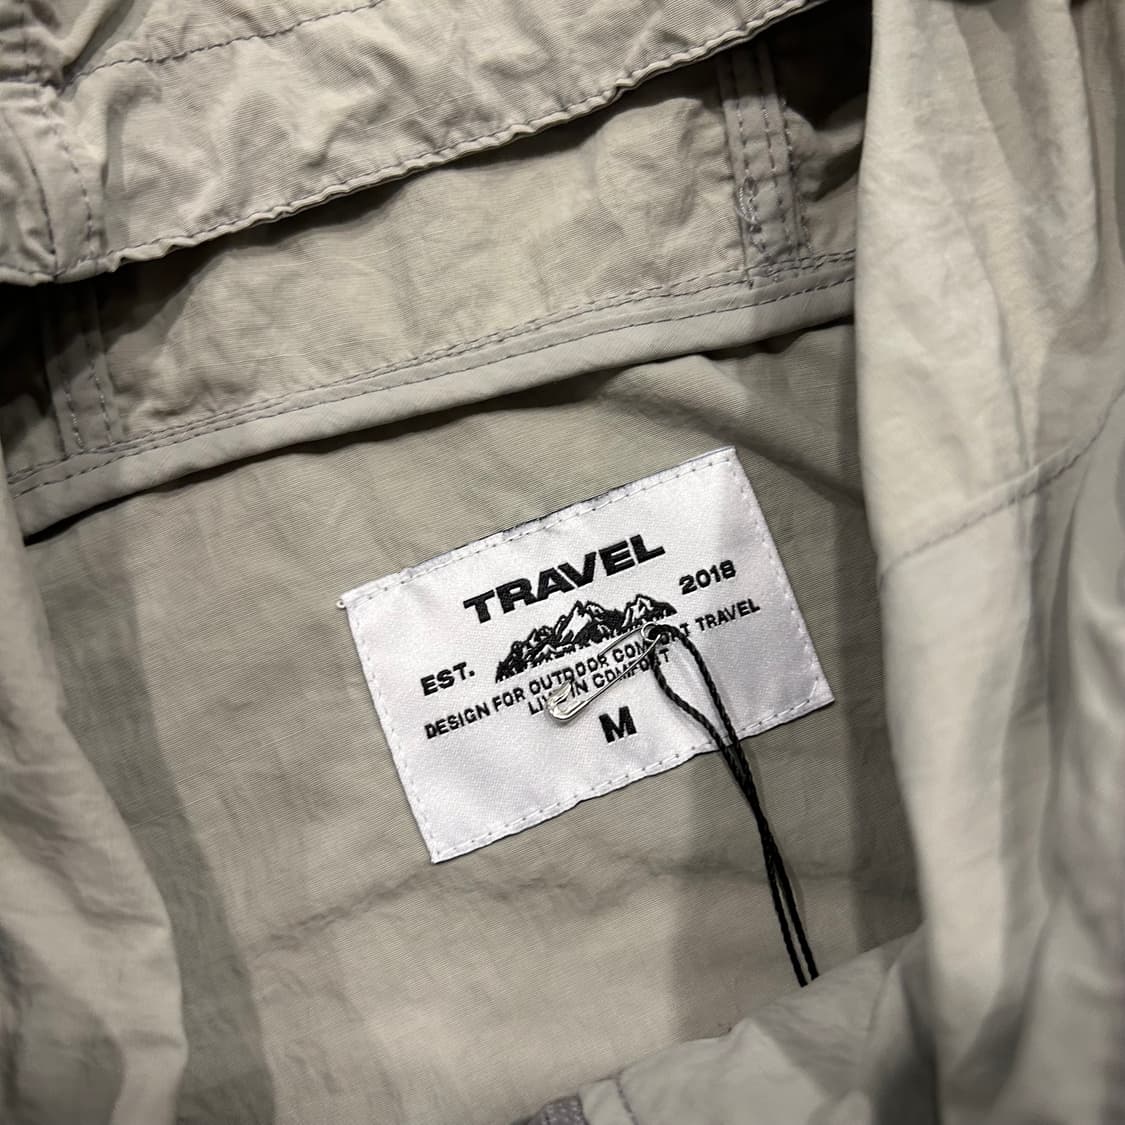 TRAVEL
EST. 2018
DESIGN FOR OUTDOOR COMFORT TRAVEL
LIVE IN COMFORT
M